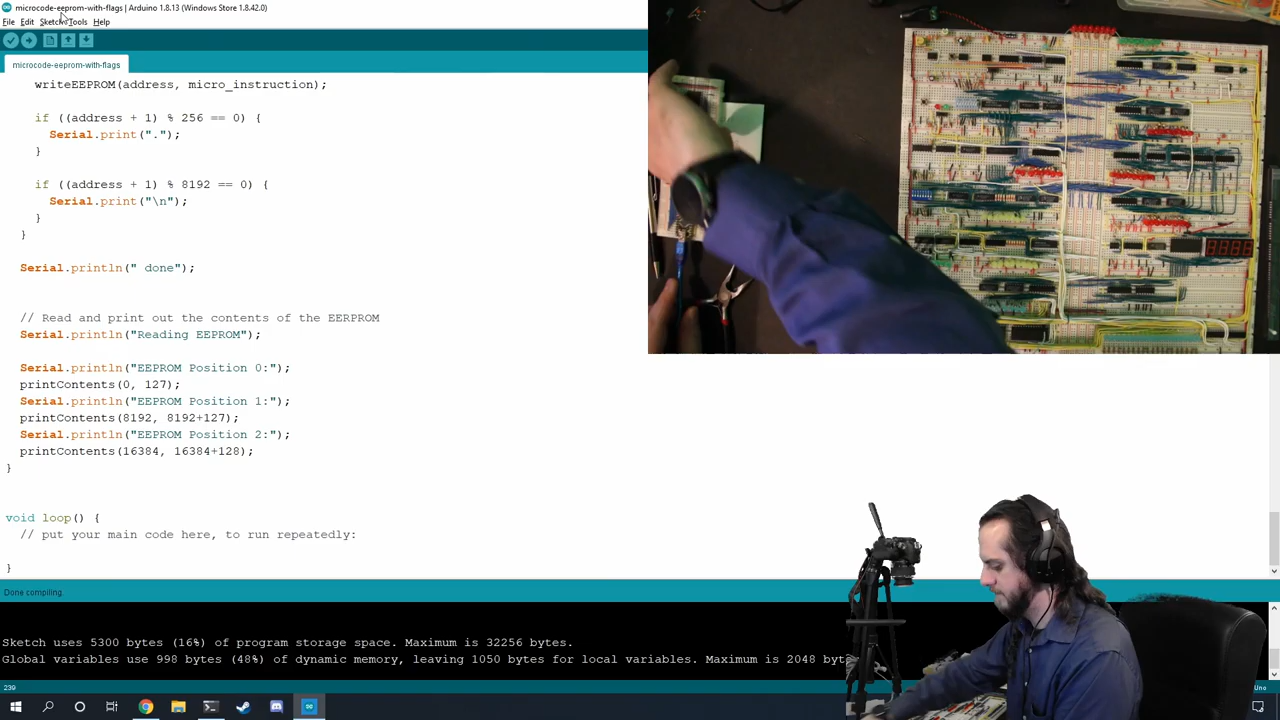 microcode-eeprom-with-flags | Arduino 1.8.13 (Windows Store 1.8.42.0)
File Edit Sketch Tools Help
microcode-eeprom-with-flags
writeEEPROM(address, micro_instruction);
if ((address + 1) % 256 == 0) {
Serial.print(".");
}
if ((address + 1) % 8192 == 0) {
Serial.print("\n");
}
}
Serial.println(" done");
// Read and print out the contents of the EERPROM
Serial.println("Reading EEPROM");
Serial.println("EEPROM Position 0:");
printContents(0, 127);
Serial.println("EEPROM Position 1:");
printContents(8192, 8192+127);
Serial.println("EEPROM Position 2:");
printContents(16384, 16384+128);
}
void loop() {
// put your main code here, to run repeatedly:
}
Done compiling.
Sketch uses 5300 bytes (16%) of program storage space. Maximum is 32256 bytes.
Global variables use 998 bytes (48%) of dynamic memory, leaving 1050 bytes for local variables. Maximum is 2048 byt
239
Uno